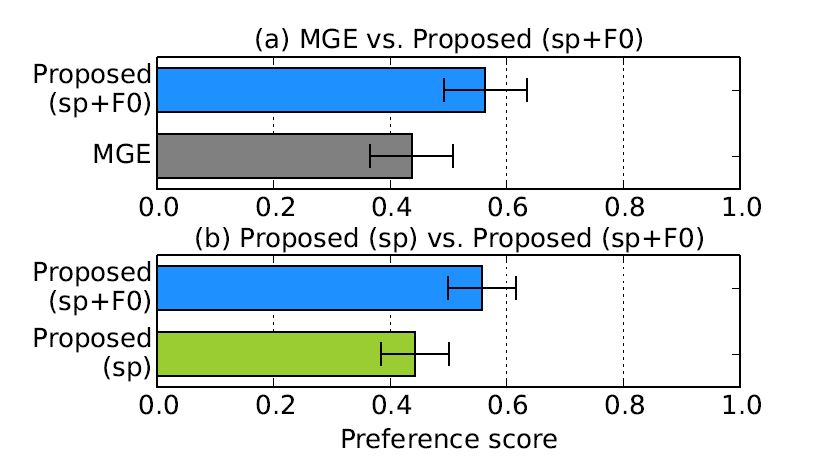 (a) MGE vs. Proposed (sp+F0)
Proposed
(sp+F0)
MGE
0.0 0.2 0.4 0.6 0.8 1.0
(b) Proposed (sp) vs. Proposed (sp+F0)
Proposed
(sp+F0)
Proposed
(sp)
0.0 0.2 0.4 0.6 0.8 1.0
Preference score